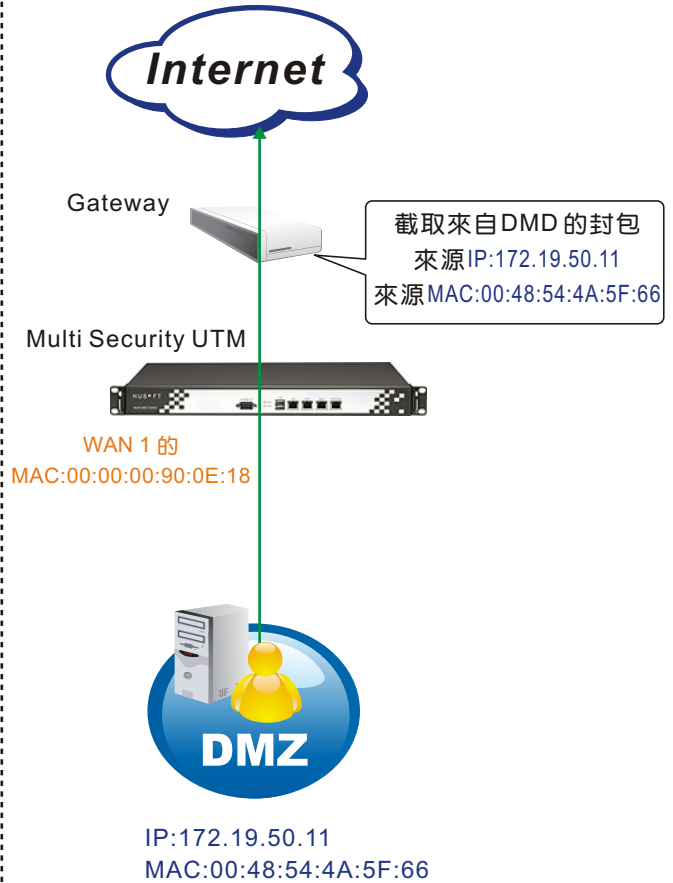 Internet
Gateway
截取來自DMD 的封包
來源IP:172.19.50.11
來源MAC:00:48:54:4A:5F:66
Multi Security UTM
NUSOFT
WAN 1 的
MAC:00:00:00:90:0E:18
DMZ
IP:172.19.50.11
MAC:00:48:54:4A:5F:66